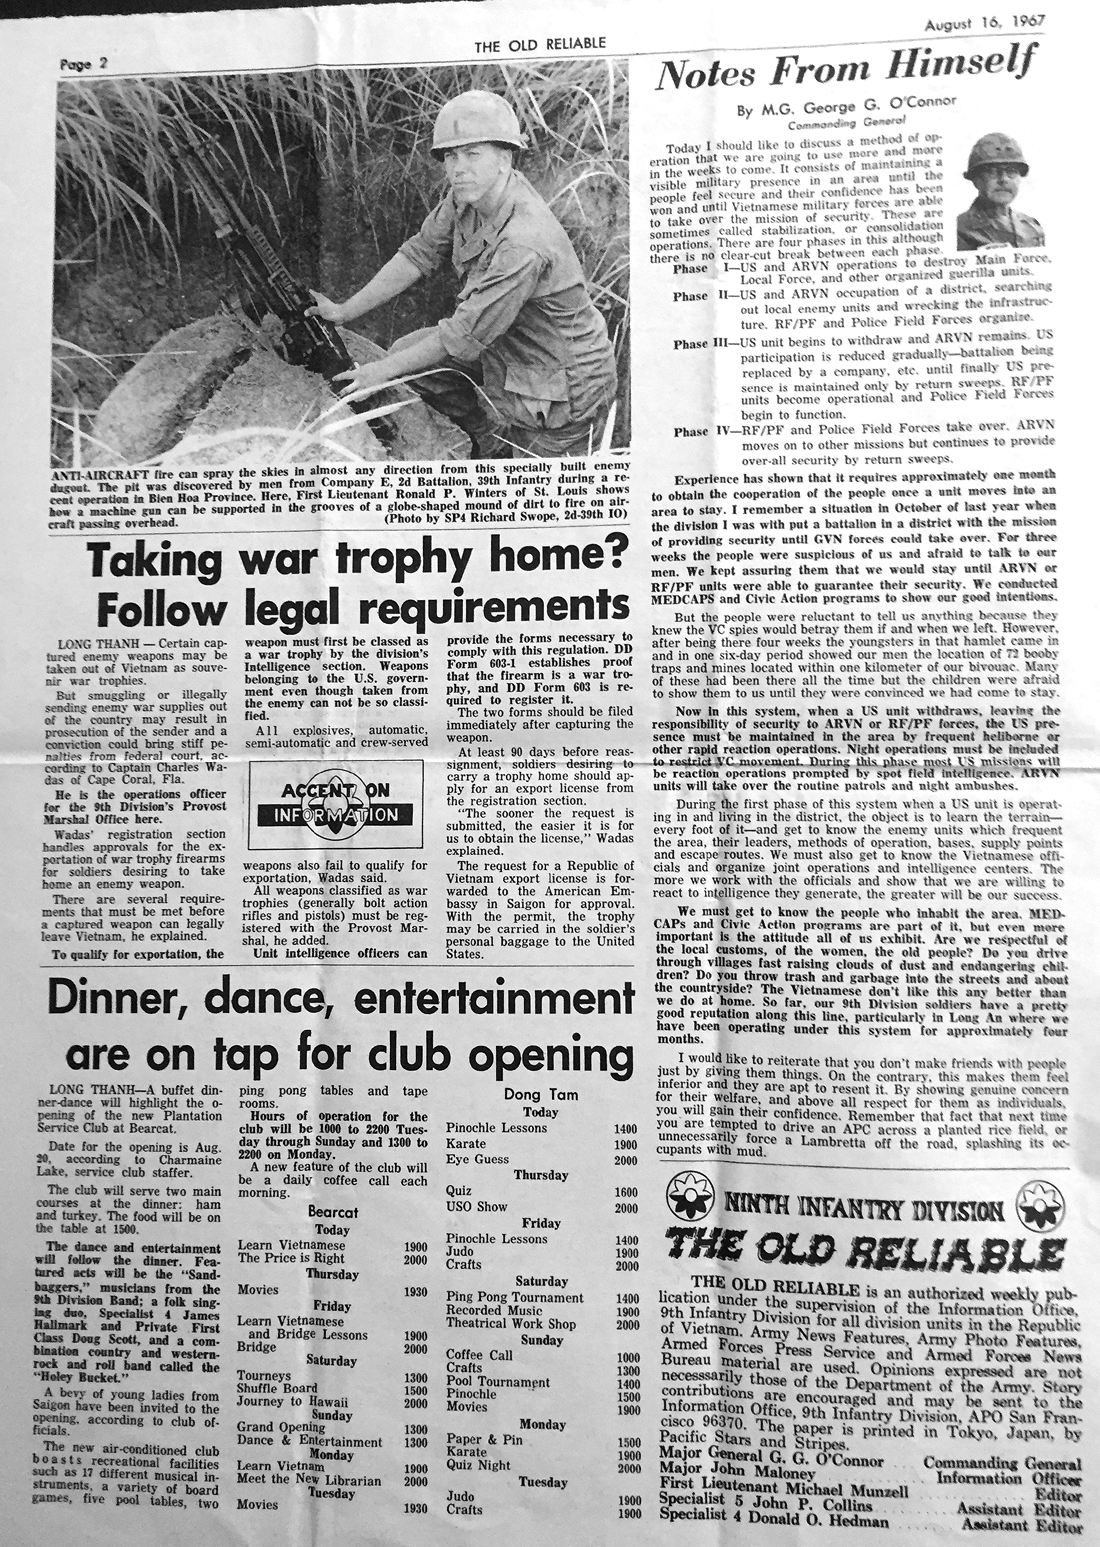 Page 2
THE OLD RELIABLE
August 16, 1967
ANTI-AIRCRAFT fire can spray the skies in almost any direction from this specially built enemy
dugout. The pit was discovered by men from Company E, 2d Battalion, 39th Infantry during a re-
cent operation in Bien Hoa Province. Here, First Lieutenant Ronald P. Winters of St. Louis shows
how a machine gun can be supported in the grooves of a globe-shaped mound of dirt to fire on air-
craft passing overhead.
(Photo by SP4 Richard Swope, 2d-39th IO)
Taking war trophy home?
Follow legal requirements
LONG THANH — Certain cap-
tured enemy weapons may be
taken out of Vietnam as souve-
nir war trophies.
But smuggling or illegally
sending enemy war supplies out
of the country may result in
prosecution of the sender and a
conviction could bring stiff pe-
nalties from federal court, ac-
cording to Captain Charles Wa-
das of Cape Coral, Fla.
He is the operations officer
for the 9th Division's Provost
Marshal Office here.
Wadas' registration section
handles approvals for the ex-
portation of war trophy firearms
for soldiers desiring to take
home an enemy weapon.
There are several require-
ments that must be met before
a captured weapon can legally
leave Vietnam, he explained.
To qualify for exportation, the
weapon must first be classed as
a war trophy by the division's
Intelligence section. Weapons
belonging to the U.S. govern-
ment even though taken from
the enemy can not be so classi-
fied.
All explosives, automatic,
semi-automatic and crew-served
ACCENT ON
INFORMATION
weapons also fail to qualify for
exportation, Wadas said.
All weapons classified as war
trophies (generally bolt action
rifles and pistols) must be reg-
istered with the Provost Mar-
shal, he added.
Unit intelligence officers can
provide the forms necessary to
comply with this regulation. DD
Form 603-1 establishes proof
that the firearm is a war tro-
phy, and DD Form 603 is re-
quired to register it.
The two forms should be filed
immediately after capturing the
weapon.
At least 90 days before reas-
signment, soldiers desiring to
carry a trophy home should ap-
ply for an export license from
the registration section.
"The sooner the request is
submitted, the easier it is for
us to obtain the license," Wadas
explained.
The request for a Republic of
Vietnam export license is for-
warded to the American Em-
bassy in Saigon for approval.
With the permit, the trophy
may be carried in the soldier's
personal baggage to the United
States.
Dinner, dance, entertainment
are on tap for club opening
LONG THANH—A buffet din-
ner-dance will highlight the o-
pening of the new Plantation
Service Club at Bearcat.
Date for the opening is Aug.
20, according to Charmaine
Lake, service club staffer.
The club will serve two main
courses at the dinner: ham
and turkey. The food will be on
the table at 1500.
The dance and entertainment
will follow the dinner. Fea-
tured acts will be the "Sand-
baggers," musicians from the
9th Division Band; a folk sing-
ing duo, Specialist 4 James
Hallmark and Private First
Class Doug Scott, and a com-
bination country and western-
rock and roll band called the
"Holey Bucket."
A bevy of young ladies from
Saigon have been invited to the
opening, according to club of-
ficials.
The new air-conditioned club
boasts recreational facilities
such as 17 different musical in-
struments, a variety of board
games, five pool tables, two
ping pong tables and tape
rooms.
Hours of operation for the
club will be 1000 to 2200 Tues-
day through Sunday and 1300 to
2200 on Monday.
A new feature of the club will
be a daily coffee call each
morning.
Bearcat
Today
Learn Vietnamese 1900
The Price is Right 2000
Thursday
Movies 1930
Friday
Learn Vietnamese
and Bridge Lessons 1900
Bridge 2000
Saturday
Tourneys 1300
Shuffle Board 1500
Journey to Hawaii 2000
Sunday
Grand Opening 1300
Dance & Entertainment 1300
Monday
Learn Vietnam 1900
Meet the New Librarian 2000
Tuesday
Movies 1930
Dong Tam
Today
Pinochle Lessons 1400
Karate 1900
Eye Guess 2000
Thursday
Quiz 1600
USO Show 2000
Friday
Pinochle Lessons 1400
Judo 1900
Crafts 2000
Saturday
Ping Pong Tournament 1400
Recorded Music 1900
Theatrical Work Shop 2000
Sunday
Coffee Call 1000
Crafts 1300
Pool Tournament 1400
Pinochle 1500
Movies 1900
Monday
Paper & Pin 1500
Karate 1900
Quiz Night 2000
Tuesday
Judo 1900
Crafts 1900
Notes From Himself
By M.G. George G. O'Connor
Commanding General
Today I should like to discuss a method of op-
eration that we are going to use more and more
in the weeks to come. It consists of maintaining a
visible military presence in an area until the
people feel secure and their confidence has been
won and until Vietnamese military forces are able
to take over the mission of security. These are
sometimes called stabilization, or consolidation
operations. There are four phases in this although
there is no clear-cut break between each phase.
Phase I—US and ARVN operations to destroy Main Force,
Local Force, and other organized guerilla units.
Phase II—US and ARVN occupation of a district, searching
out local enemy units and wrecking the infrastruc-
ture. RF/PF and Police Field Forces organize.
Phase III—US unit begins to withdraw and ARVN remains. US
participation is reduced gradually—battalion being
replaced by a company, etc. until finally US pre-
sence is maintained only by return sweeps. RF/PF
units become operational and Police Field Forces
begin to function.
Phase IV—RF/PF and Police Field Forces take over. ARVN
moves on to other missions but continues to provide
over-all security by return sweeps.
Experience has shown that it requires approximately one month
to obtain the cooperation of the people once a unit moves into an
area to stay. I remember a situation in October of last year when
the division I was with put a battalion in a district with the mission
of providing security until GVN forces could take over. For three
weeks the people were suspicious of us and afraid to talk to our
men. We kept assuring them that we would stay until ARVN or
RF/PF units were able to guarantee their security. We conducted
MEDCAPS and Civic Action programs to show our good intentions.
But the people were reluctant to tell us anything because they
knew the VC spies would betray them if and when we left. However,
after being there four weeks the youngsters in that hamlet came in
and in one six-day period showed our men the location of 72 booby
traps and mines located within one kilometer of our bivouac. Many
of these had been there all the time but the children were afraid
to show them to us until they were convinced we had come to stay.
Now in this system, when a US unit withdraws, leaving the
responsibility of security to ARVN or RF/PF forces, the US pre-
sence must be maintained in the area by frequent heliborne or
other rapid reaction operations. Night operations must be included
to restrict VC movement. During this phase most US missions will
be reaction operations prompted by spot field intelligence. ARVN
units will take over the routine patrols and night ambushes.
During the first phase of this system when a US unit is operat-
ing in and living in the district, the object is to learn the terrain—
every foot of it—and get to know the enemy units which frequent
the area, their leaders, methods of operation, bases, supply points
and escape routes. We must also get to know the Vietnamese offi-
cials and organize joint operations and intelligence centers. The
more we work with the officials and show that we are willing to
react to intelligence they generate, the greater will be our success.
We must get to know the people who inhabit the area. MED-
CAPs and Civic Action programs are part of it, but even more
important is the attitude all of us exhibit. Are we respectful of
the local customs, of the women, the old people? Do you drive
through villages fast raising clouds of dust and endangering chil-
dren? Do you throw trash and garbage into the streets and about
the countryside? The Vietnamese don't like this any better than
we do at home. So far, our 9th Division soldiers have a pretty
good reputation along this line, particularly in Long An where we
have been operating under this system for approximately four
months.
I would like to reiterate that you don't make friends with people
just by giving them things. On the contrary, this makes them feel
inferior and they are apt to resent it. By showing genuine concern
for their welfare, and above all respect for them as individuals,
you will gain their confidence. Remember that fact that next time
you are tempted to drive an APC across a planted rice field, or
unnecessarily force a Lambretta off the road, splashing its oc-
cupants with mud.
NINTH INFANTRY DIVISION
THE OLD RELIABLE
THE OLD RELIABLE is an authorized weekly pub-
lication under the supervision of the Information Office,
9th Infantry Division for all division units in the Republic
of Vietnam. Army News Features, Army Photo Features,
Armed Forces Press Service and Armed Forces News
Bureau material are used. Opinions expressed are not
necesssarily those of the Department of the Army. Story
contributions are encouraged and may be sent to the
Information Office, 9th Infantry Division, APO San Fran-
cisco 96370. The paper is printed in Tokyo, Japan, by
Pacific Stars and Stripes.
Major General G. G. O'Connor Commanding General
Major John Maloney Information Officer
First Lieutenant Michael Munzell Editor
Specialist 5 John P. Collins Assistant Editor
Specialist 4 Donald O. Hedman Assistant Editor